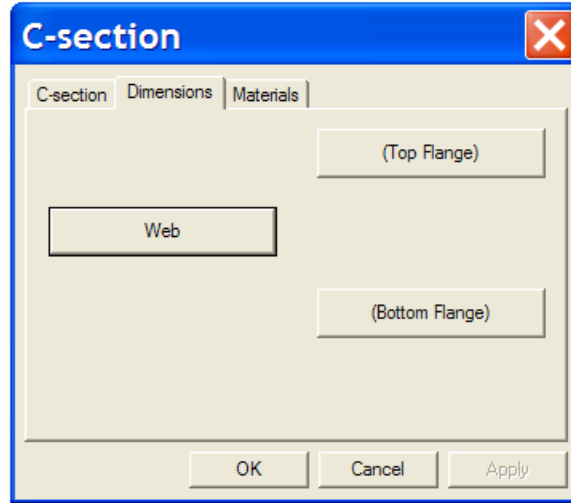 C-section
C-section Dimensions Materials
(Top Flange)
Web
(Bottom Flange)
OK Cancel Apply